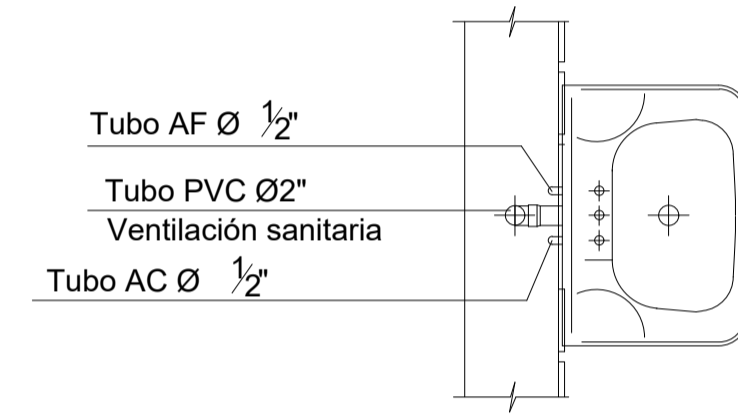 Tubo AF Ø ½"
Tubo PVC Ø2"
Ventilación sanitaria
Tubo AC Ø ½"